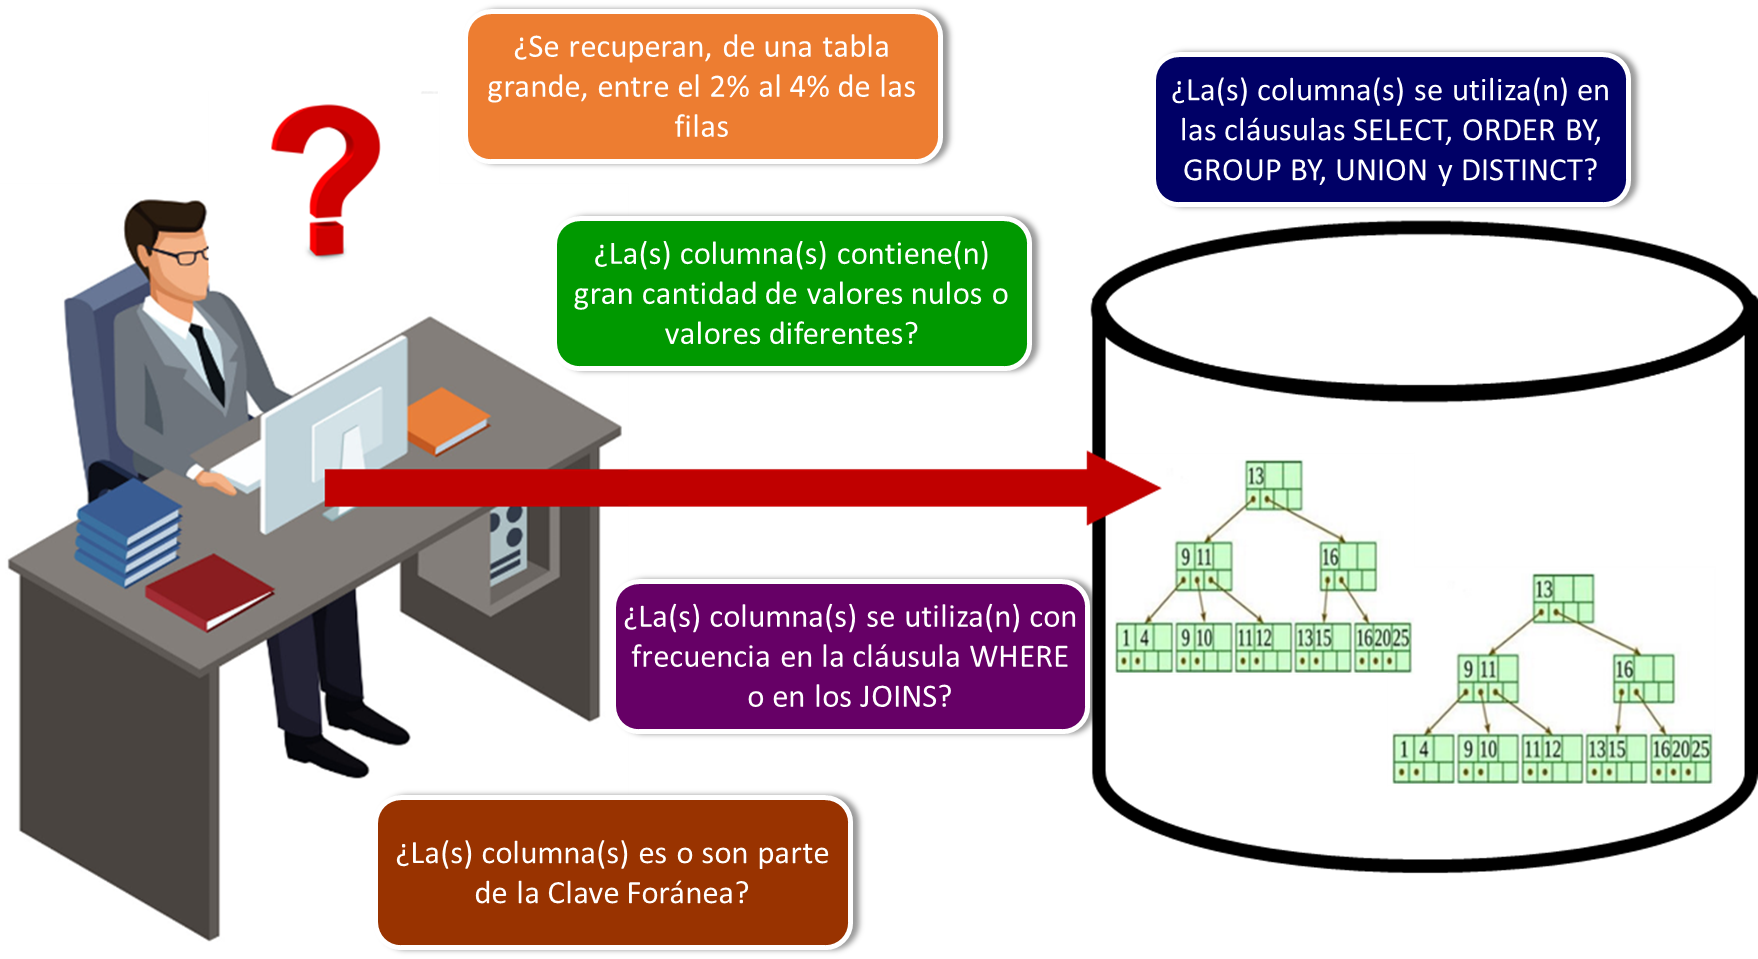 ¿Se recuperan, de una tabla
grande, entre el 2% al 4% de las
filas
¿La(s) columna(s) se utiliza(n) en
las cláusulas SELECT, ORDER BY,
GROUP BY, UNION y DISTINCT?
¿La(s) columna(s) contiene(n)
gran cantidad de valores nulos o
valores diferentes?
¿La(s) columna(s) se utiliza(n) con
frecuencia en la cláusula WHERE
o en los JOINS?
¿La(s) columna(s) es o son parte
de la Clave Foránea?
?
13
9 11
16
1 4
9 10
11 12
13 15
16 20 25
13
9 11
16
1 4
9 10
11 12
13 15
16 20 25